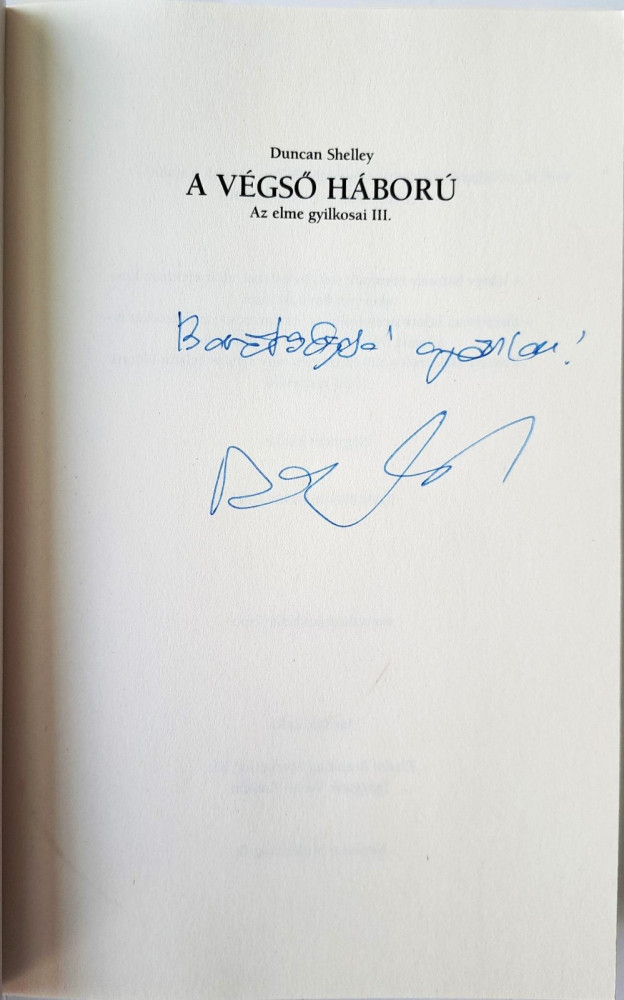 Duncan Shelley
A VÉGSŐ HÁBORÚ
Az elme gyilkosai III.
Barátsággal ajánlom!